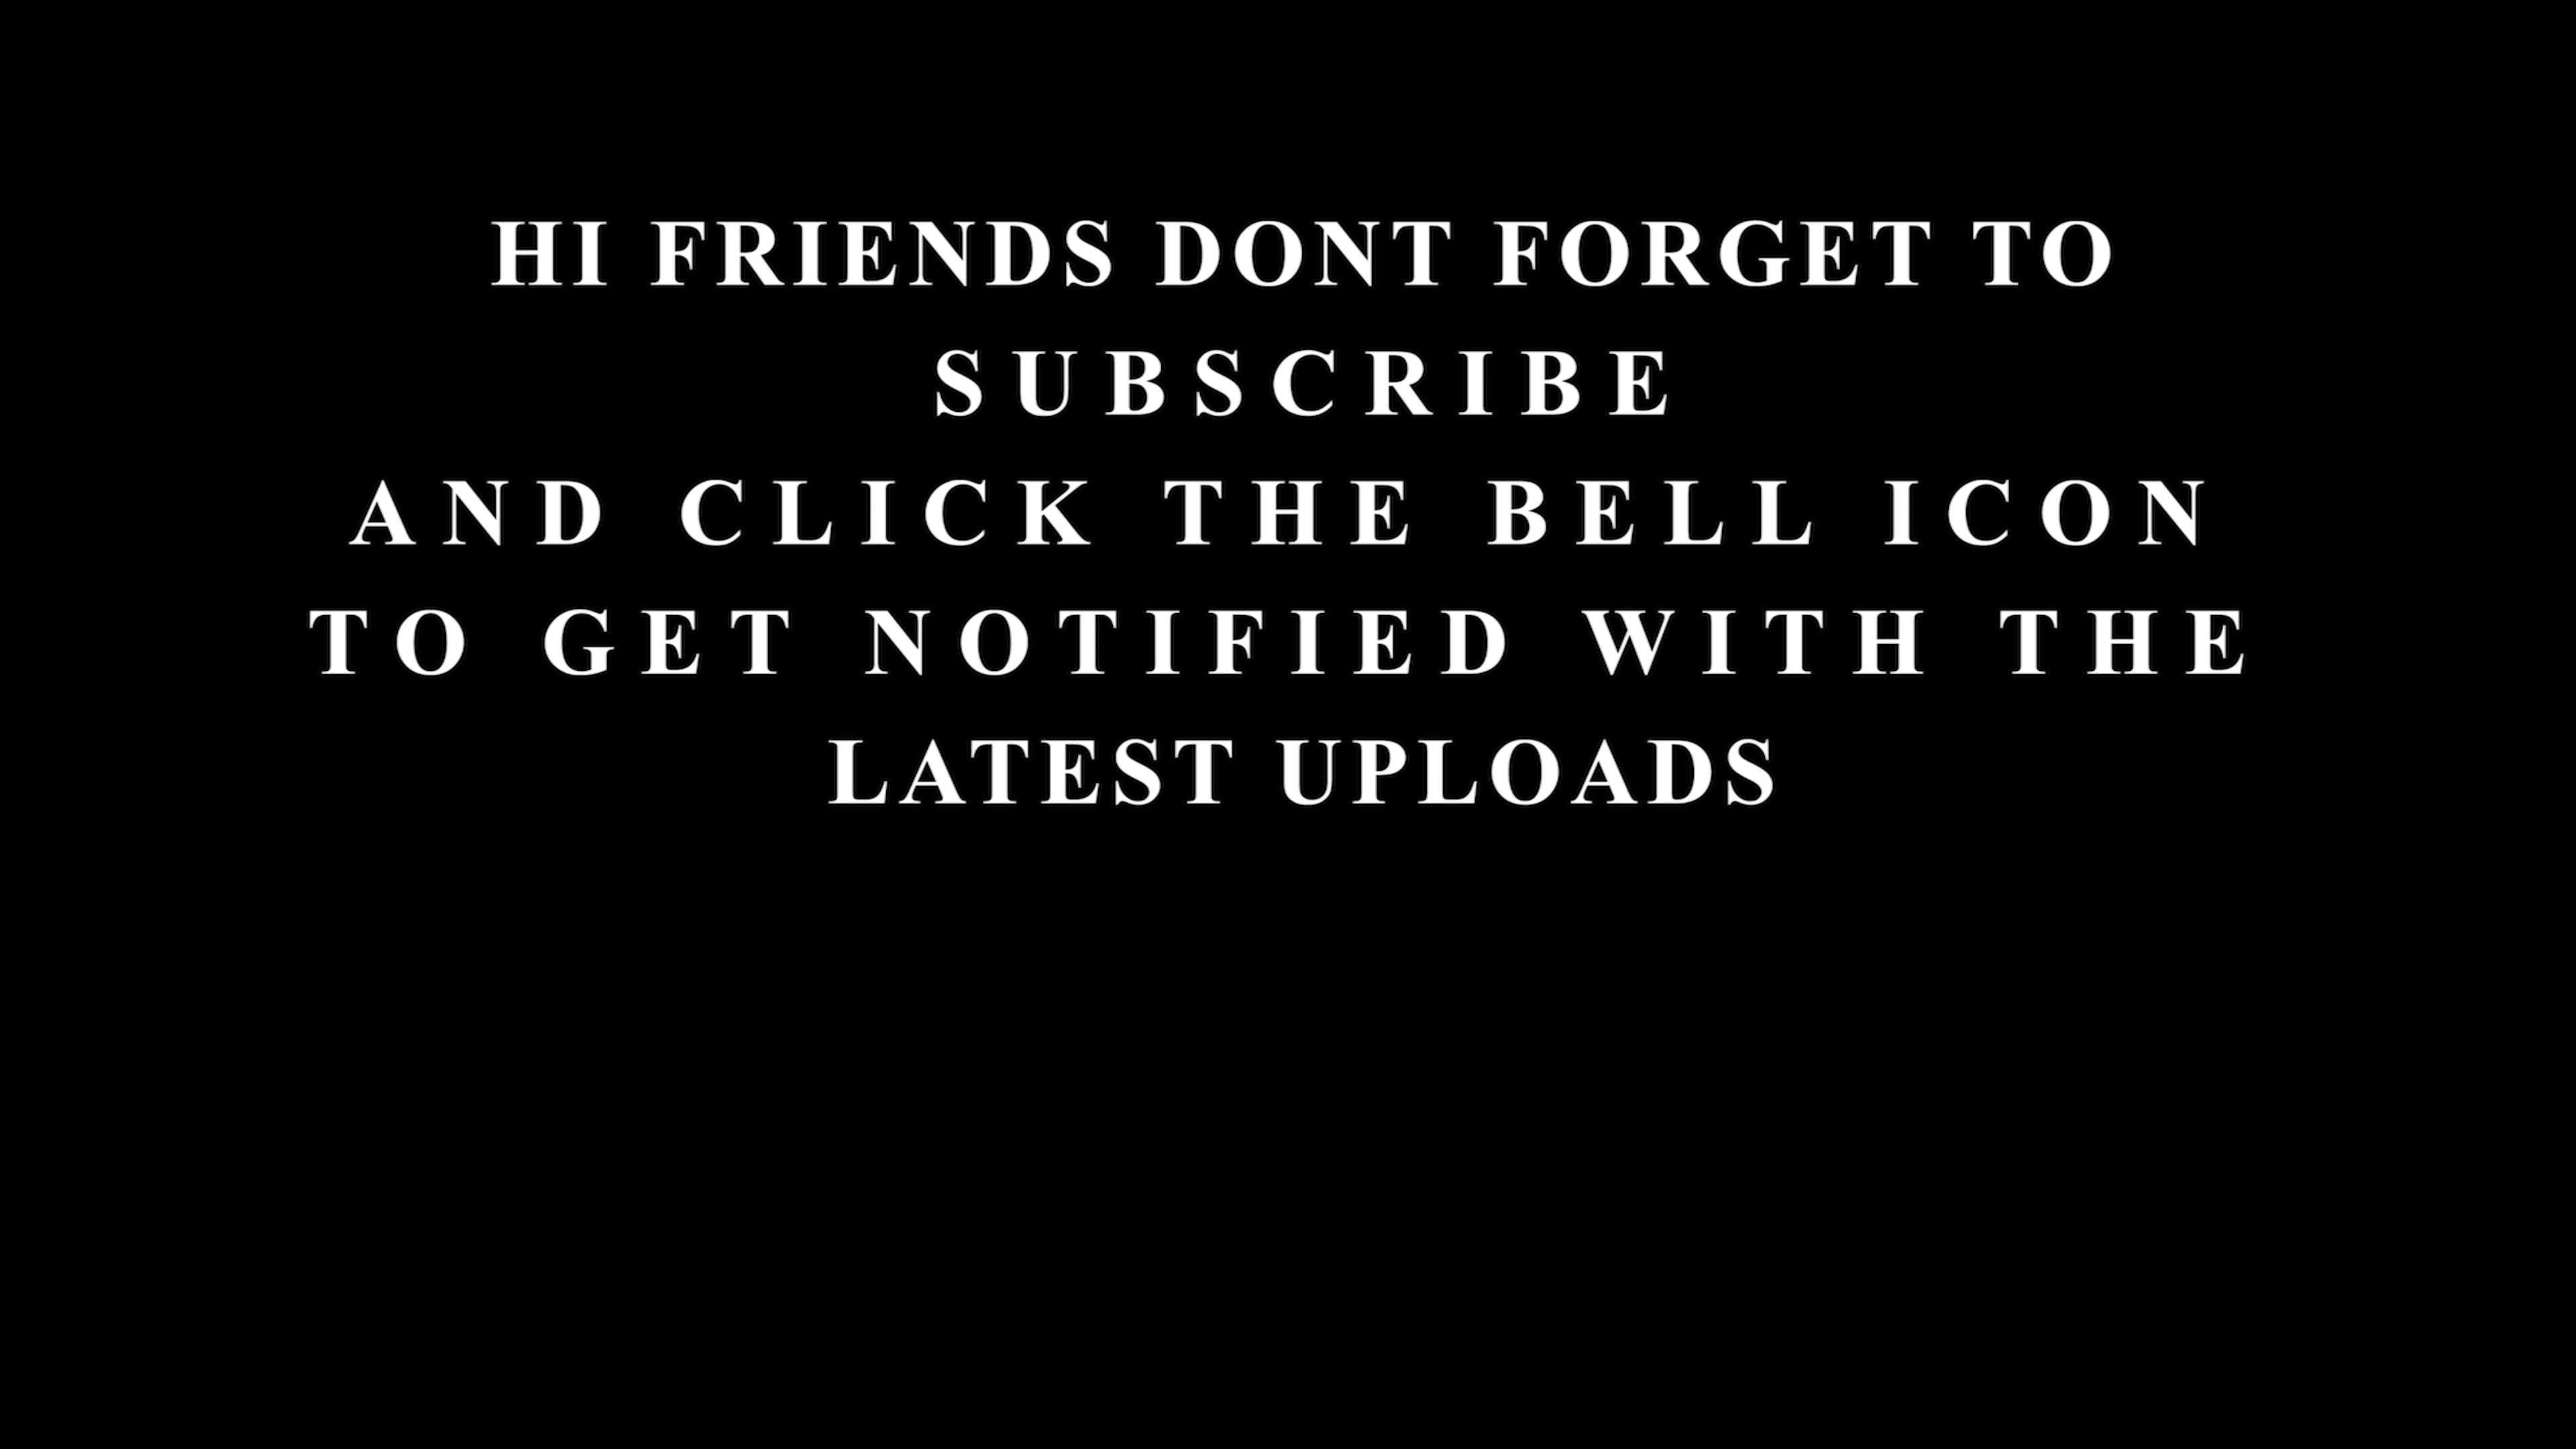 HI FRIENDS DONT FORGET TO
SUBSCRIBE
AND CLICK THE BELL ICON
TO GET NOTIFIED WITH THE
LATEST UPLOADS